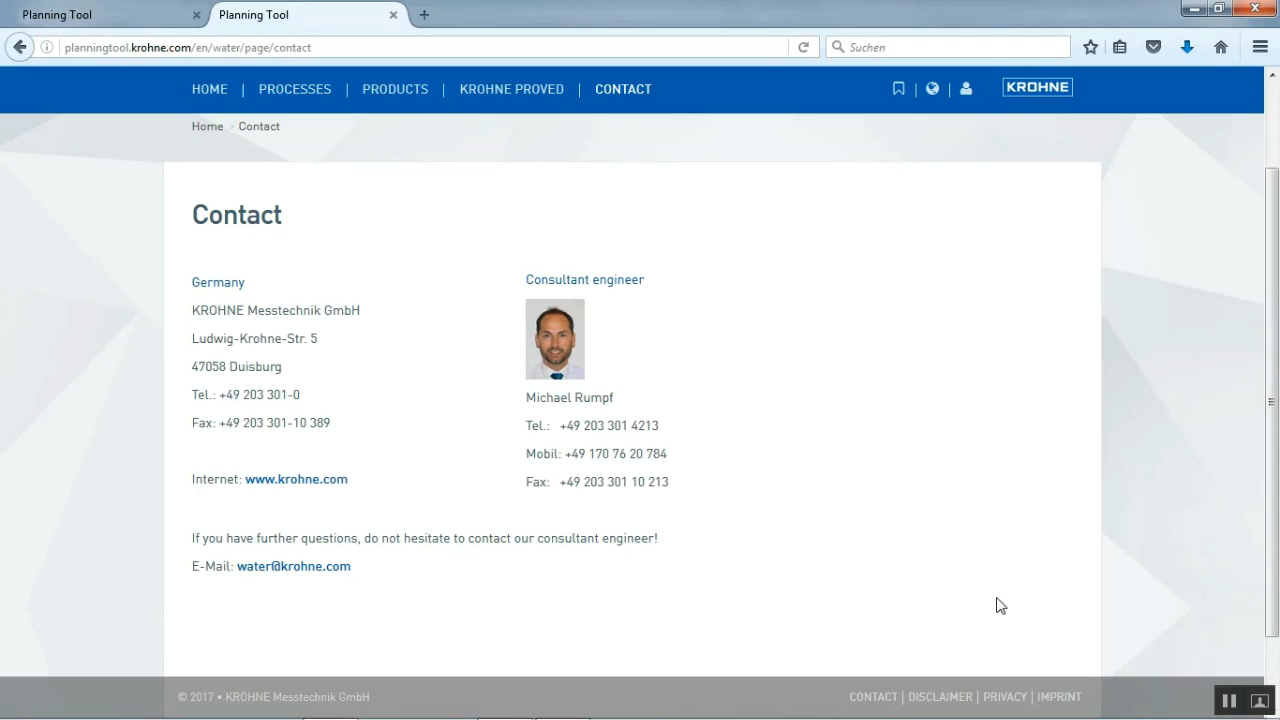 Planning Tool
Planning Tool
planningtool.krohne.com/en/water/page/contact
Suchen
HOME | PROCESSES | PRODUCTS | KROHNE PROVED | CONTACT
KROHNE
Home > Contact
Contact
Germany
KROHNE Messtechnik GmbH
Ludwig-Krohne-Str. 5
47058 Duisburg
Tel.: +49 203 301-0
Fax: +49 203 301-10 389
Internet: www.krohne.com
Consultant engineer
Michael Rumpf
Tel.: +49 203 301 4213
Mobil: +49 170 76 20 784
Fax: +49 203 301 10 213
If you have further questions, do not hesitate to contact our consultant engineer!
E-Mail: water@krohne.com
© 2017 • KROHNE Messtechnik GmbH
CONTACT | DISCLAIMER | PRIVACY | IMPRINT